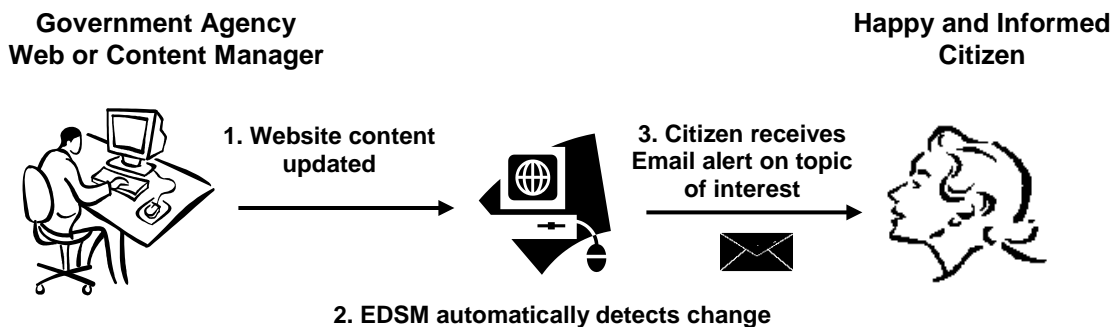 Government Agency
Web or Content Manager
Happy and Informed
Citizen
1. Website content
updated
3. Citizen receives
Email alert on topic
of interest
2. EDSM automatically detects change